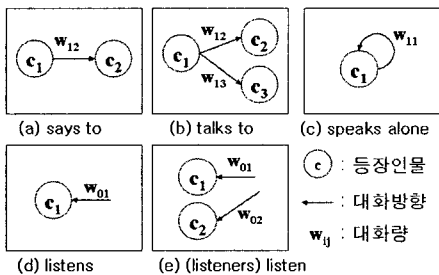 w12
c1
c2
(a) says to
w12
c1
c2
w13
c3
(b) talks to
w11
c1
(c) speaks alone
w01
c1
(d) listens
w01
c1
c2
w02
(e) (listeners) listen
c : 등장인물
: 대화방향
wij : 대화량